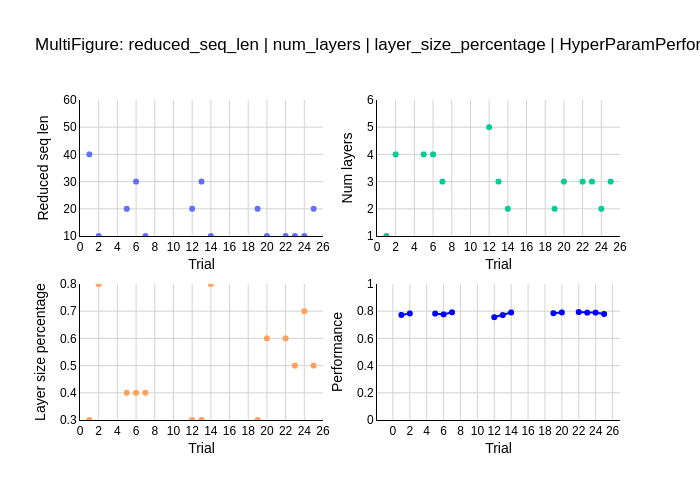 MultiFigure: reduced_seq_len | num_layers | layer_size_percentage | HyperParamPerfor
60
50
40
30
20
10
Reduced seq len
0 2 4 6 8 10 12 14 16 18 20 22 24 26
Trial
6
5
4
3
2
1
Num layers
0 2 4 6 8 10 12 14 16 18 20 22 24 26
Trial
0.8
0.7
0.6
0.5
0.4
0.3
Layer size percentage
0 2 4 6 8 10 12 14 16 18 20 22 24 26
Trial
1
0.8
0.6
0.4
0.2
0
Performance
0 2 4 6 8 10 12 14 16 18 20 22 24 26
Trial